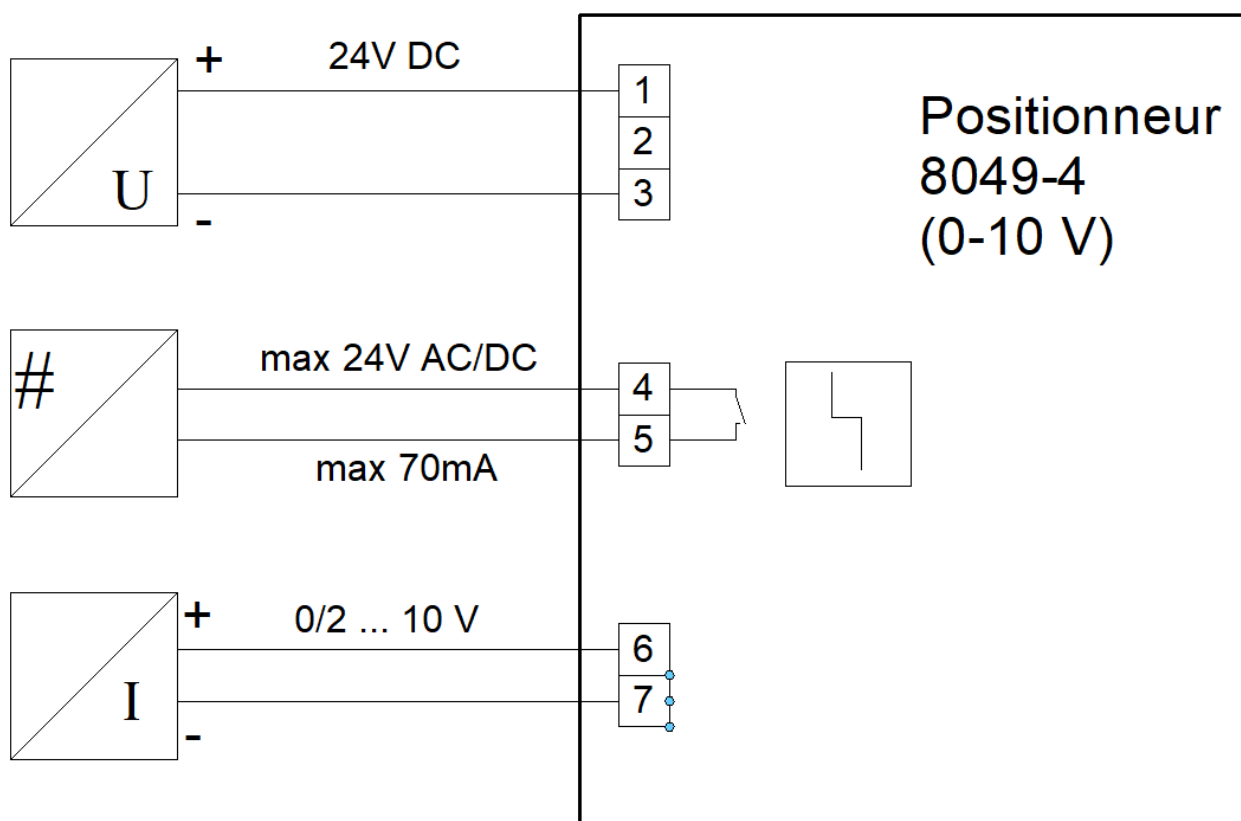 +
24V DC
1
2
3
U
-
Positionneur
8049-4
(0-10 V)
#
max 24V AC/DC
4
5
max 70mA
+
0/2 ... 10 V
6
7
I
-